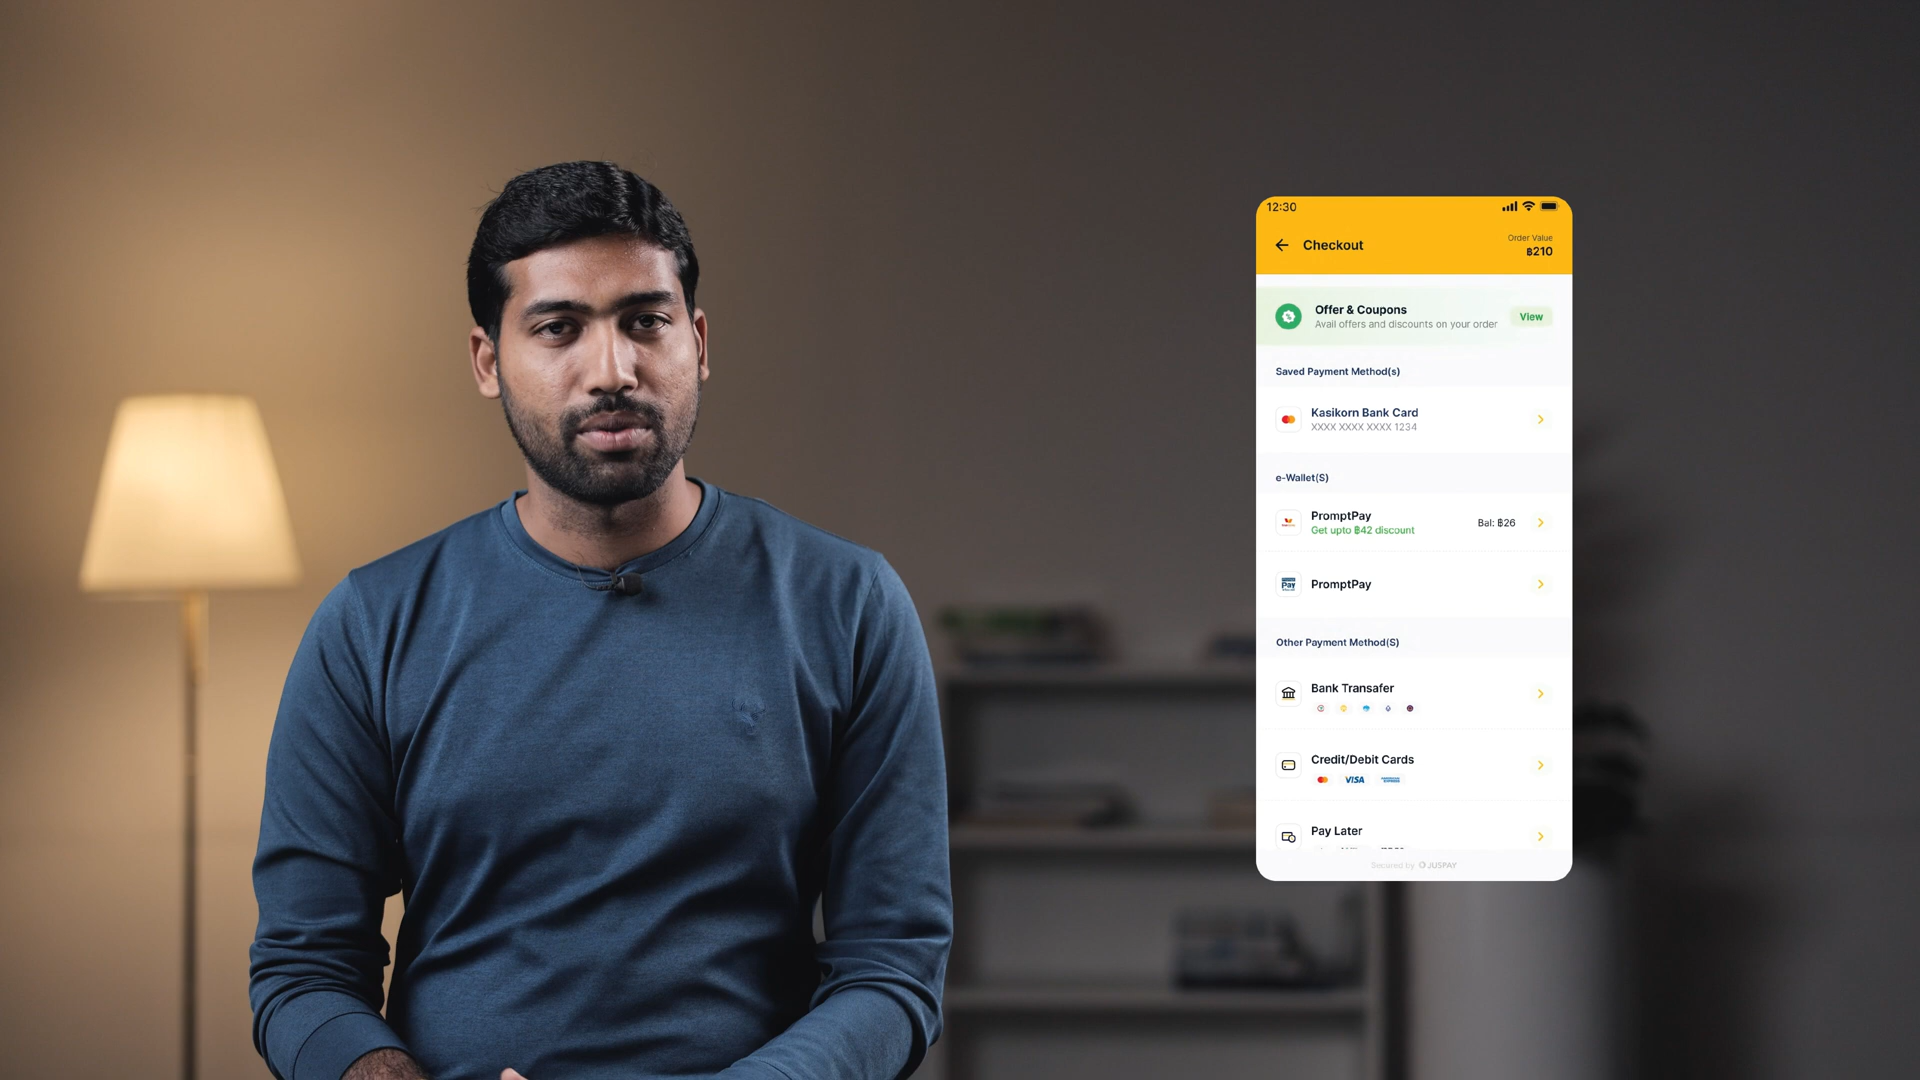 12:30
Checkout
Order Value
฿210
Offer & Coupons
Avail offers and discounts on your order
View
Saved Payment Method(s)
Kasikorn Bank Card
XXXX XXXX XXXX 1234
e-Wallet(S)
PromptPay
Get upto ฿42 discount
Bal: ฿26
Pay
PromptPay
Other Payment Method(S)
Bank Transafer
Credit/Debit Cards
VISA
Pay Later
Secured by JUSPAY